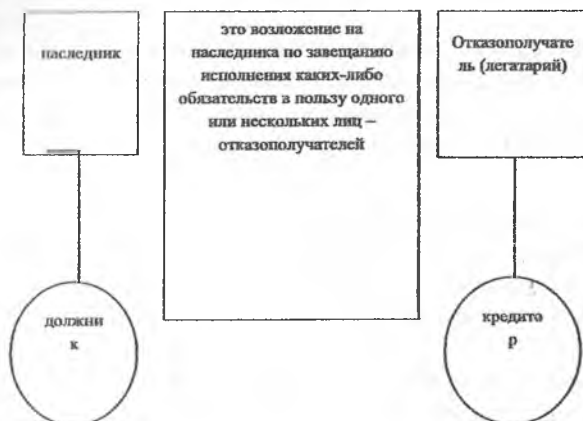 наследник
это возложение на
наследника по завещанию
исполнения каких-либо
обязательств в пользу одного
или нескольких лиц –
отказополучателей
Отказополучате
ль (легатарий)
должни
к
кредито
р